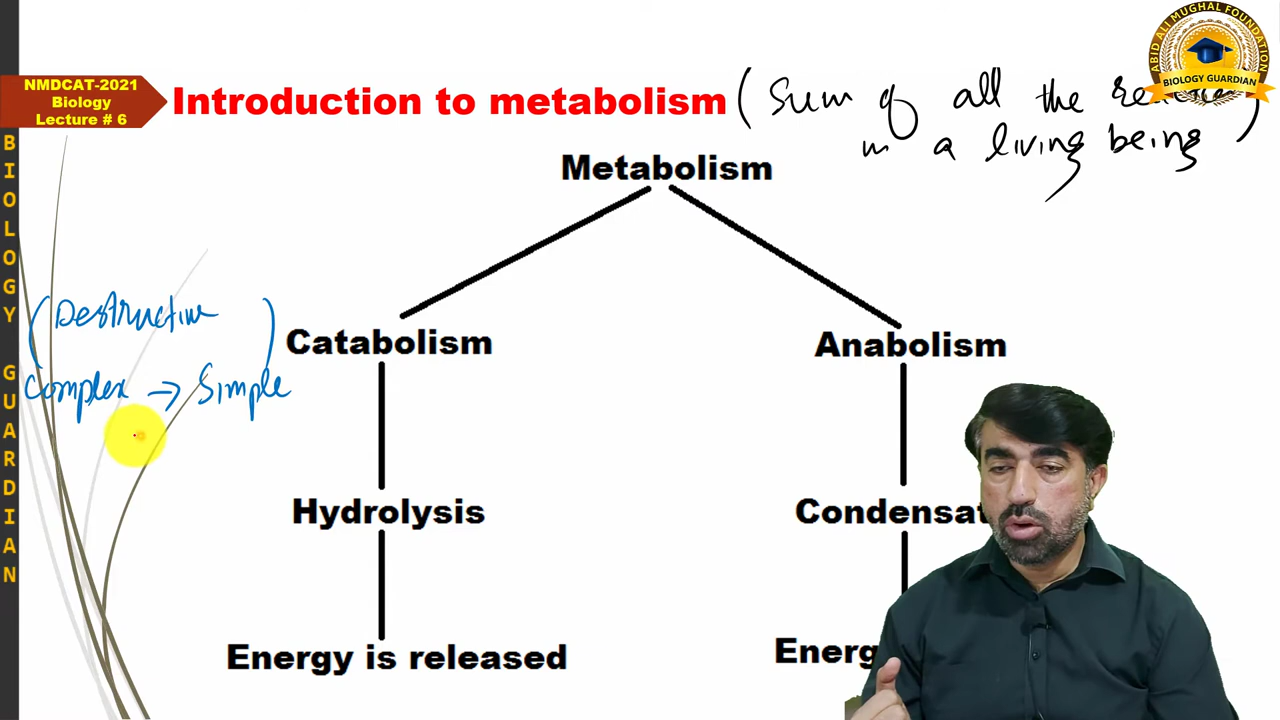 NMDCAT-2021
Biology
Lecture # 6
Introduction to metabolism
(Sum of all the
in a living being)
ABID ALI MUGHAL FOUNDATION
BIOLOGY GUARDIAN
BIOLOGY GUARDIAN
Metabolism
(Destructive)
Complex → Simple
Catabolism
Anabolism
Hydrolysis
Condensat
Energy is released
Energ